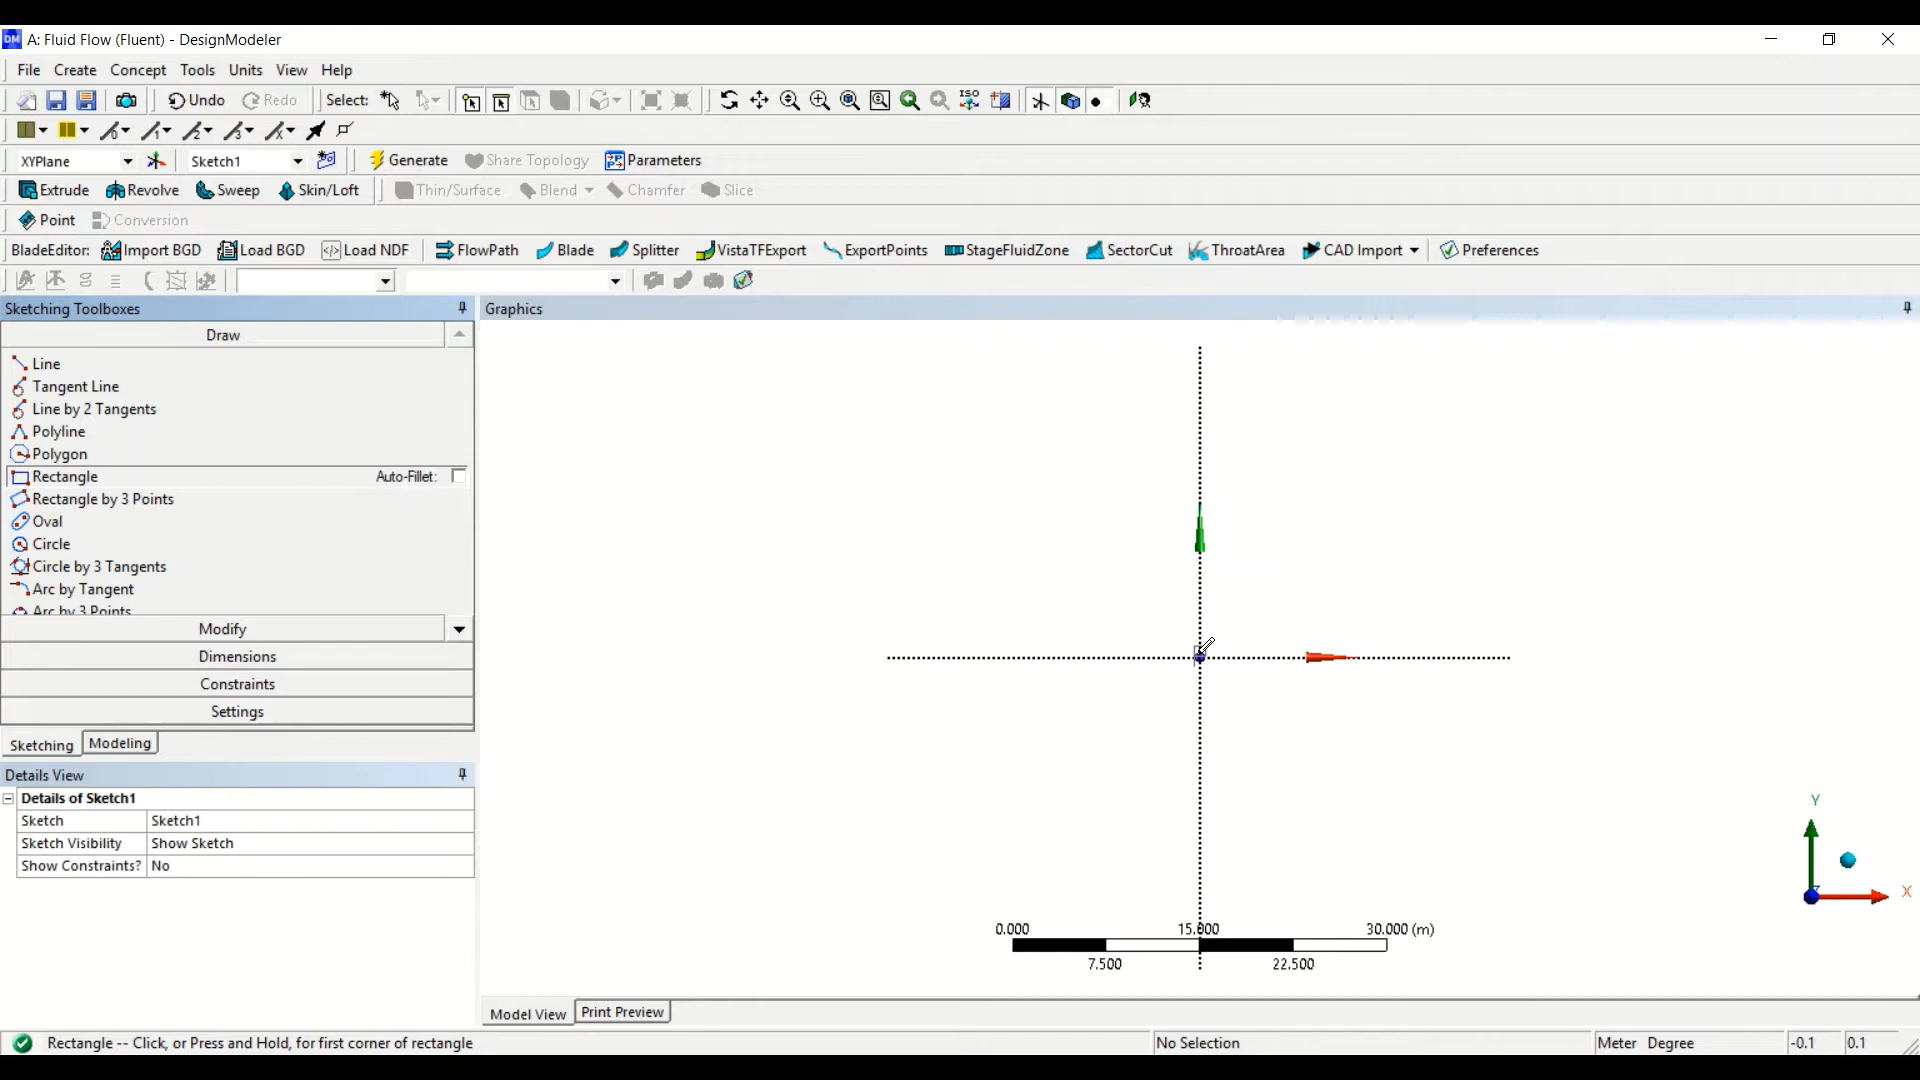 DM A: Fluid Flow (Fluent) - DesignModeler
File Create Concept Tools Units View Help
Undo Redo Select: ISO
XYPlane Sketch1 Generate Share Topology Parameters
Extrude Revolve Sweep Skin/Loft Thin/Surface Blend Chamfer Slice
Point Conversion
BladeEditor: Import BGD Load BGD Load NDF FlowPath Blade Splitter VistaTFExport ExportPoints StageFluidZone SectorCut ThroatArea CAD Import Preferences
Sketching Toolboxes
Draw
Line
Tangent Line
Line by 2 Tangents
Polyline
Polygon
Rectangle Auto-Fillet:
Rectangle by 3 Points
Oval
Circle
Circle by 3 Tangents
Arc by Tangent
Arc by 3 Points
Modify
Dimensions
Constraints
Settings
Sketching Modeling
Details View
Details of Sketch1
Sketch Sketch1
Sketch Visibility Show Sketch
Show Constraints? No
Graphics
Y
X
0.000 15.000 30.000 (m)
7.500 22.500
Model View Print Preview
Rectangle -- Click, or Press and Hold, for first corner of rectangle No Selection Meter Degree -0.1 0.1